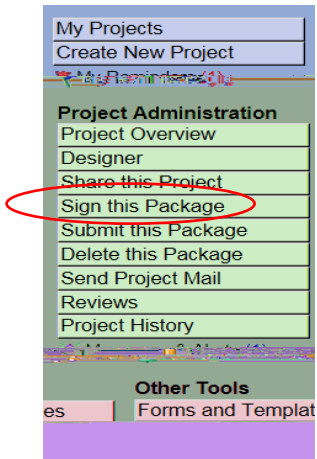 My Projects
Create New Project
Project Administration
Project Overview
Designer
Share this Project
Sign this Package
Submit this Package
Delete this Package
Send Project Mail
Reviews
Project History
Other Tools
es
Forms and Templat